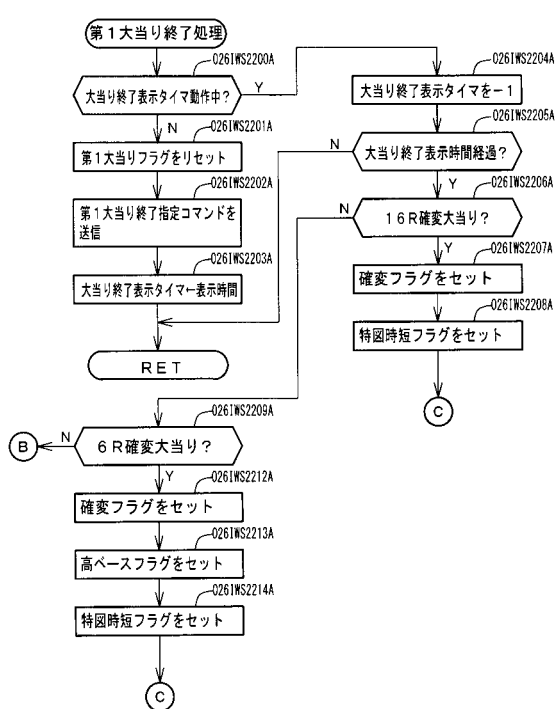 第1大当り終了処理
026IWS2200A
大当り終了表示タイマ動作中?
Y
N
026IWS2201A
第1大当りフラグをリセット
026IWS2202A
第1大当り終了指定コマンドを
送信
026IWS2203A
大当り終了表示タイマ←表示時間
RET
026IWS2204A
大当り終了表示タイマを-1
026IWS2205A
N
大当り終了表示時間経過?
Y
026IWS2206A
N
16R確変大当り?
Y
026IWS2207A
確変フラグをセット
026IWS2208A
特図時短フラグをセット
C
026IWS2209A
B
N
6R確変大当り?
Y
026IWS2212A
確変フラグをセット
026IWS2213A
高ベースフラグをセット
026IWS2214A
特図時短フラグをセット
C